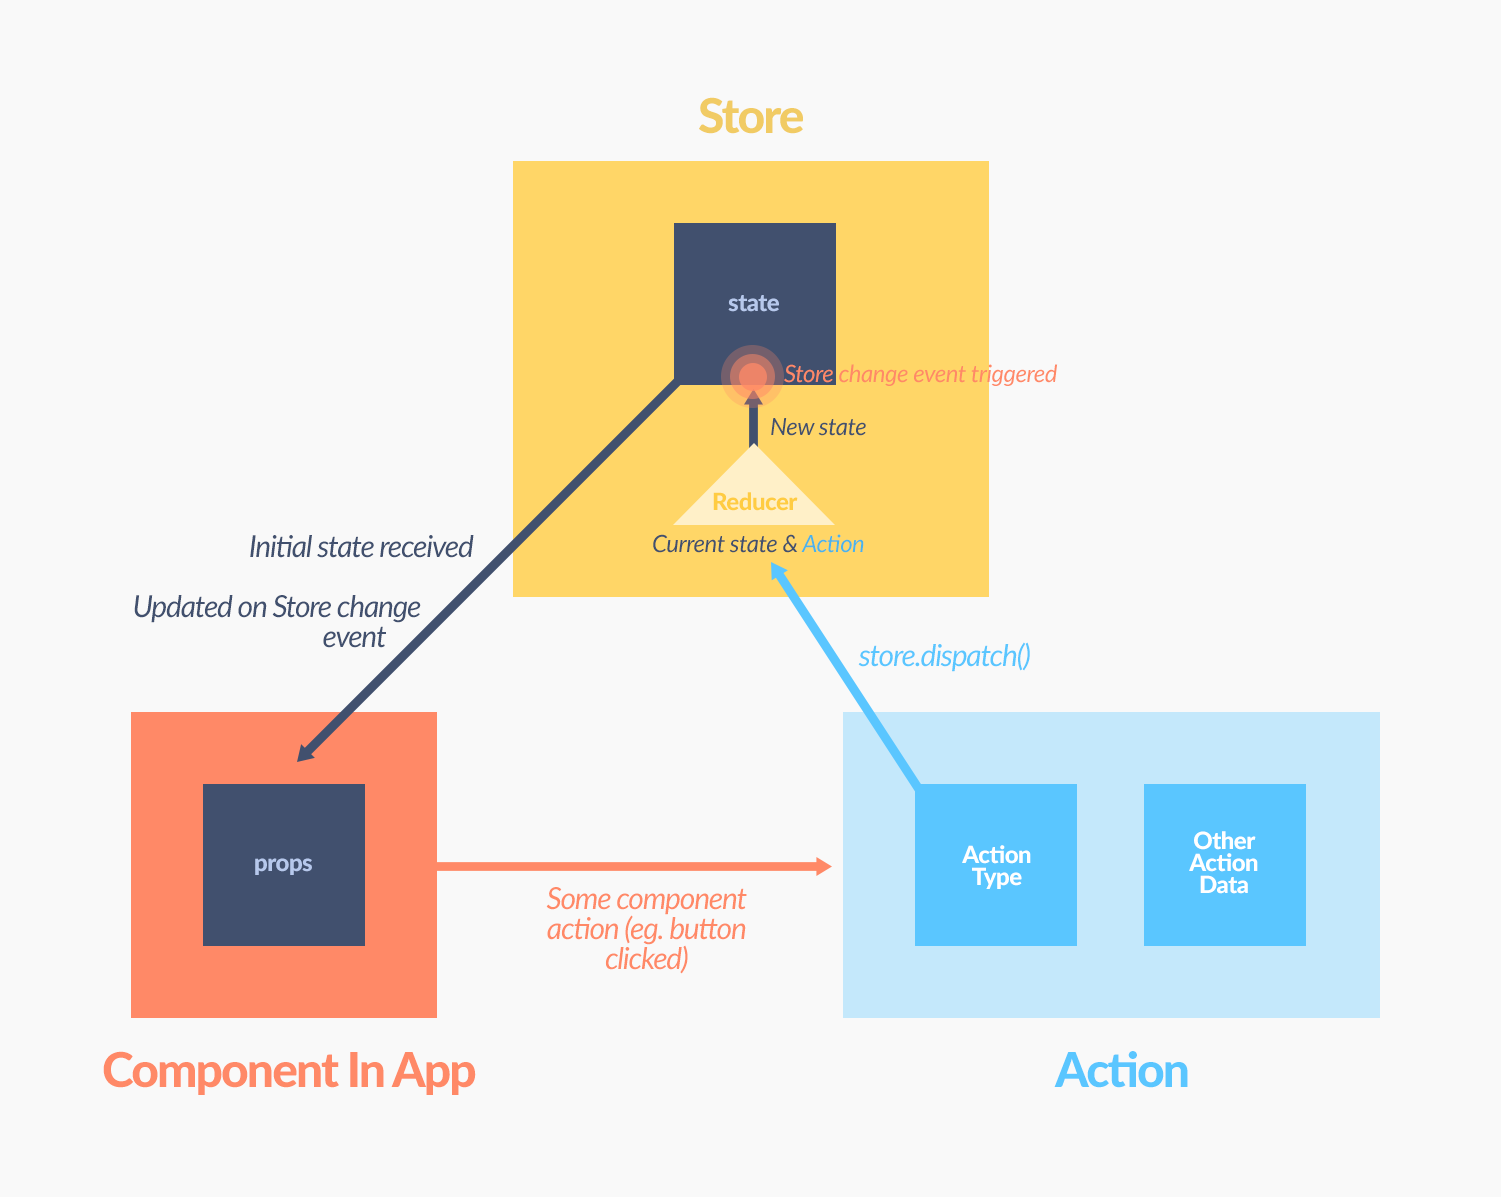 Store
state
Store change event triggered
New state
Reducer
Current state & Action
Initial state received
Updated on Store change
event
store.dispatch()
props
Some component
action (eg. button
clicked)
Action
Type
Other
Action
Data
Component In App
Action